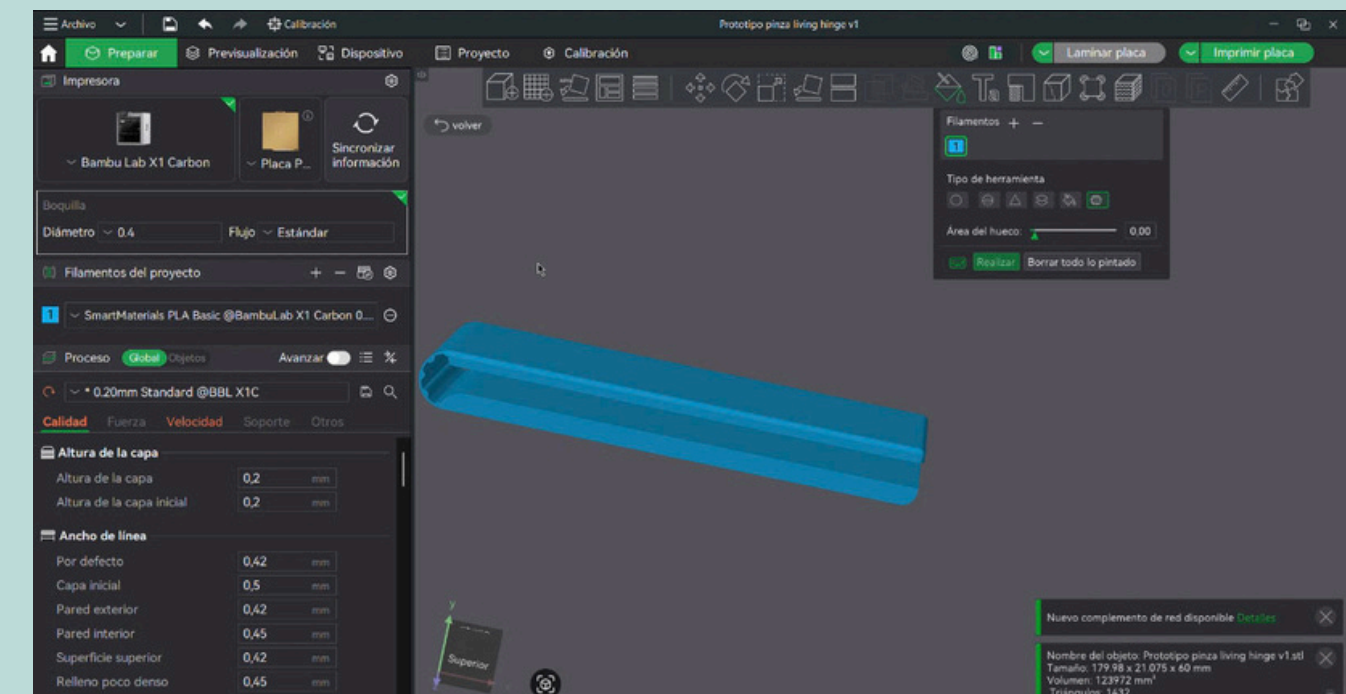 Archivo
Calibración
Prototipo pinza living hinge v1
Preparar
Previsualización
Dispositivo
Proyecto
Calibración
Laminar placa
Imprimir placa
Impresora
Bambu Lab X1 Carbon
Placa P...
Sincronizar
información
Boquilla
Diámetro
0.4
Flujo
Estándar
Filamentos del proyecto
1 SmartMaterials PLA Basic @BambuLab X1 Carbon 0....
Proceso
Global
Objetos
Avanzar
* 0.20mm Standard @BBL X1C
Calidad
Fuerza
Velocidad
Soporte
Otros
Altura de la capa
Altura de la capa 0,2 mm
Altura de la capa inicial 0,2 mm
Ancho de línea
Por defecto 0,42 mm
Capa inicial 0,5 mm
Pared exterior 0,42 mm
Pared interior 0,45 mm
Superficie superior 0,42 mm
Relleno poco denso 0,45 mm
volver
Filamentos + −
1
Tipo de herramienta
Área del hueco: 0,00
Realizar
Borrar todo lo pintado
y
Superior
Nuevo complemento de red disponible Detalles
Nombre del objeto: Prototipo pinza living hinge v1.stl
Tamaño: 179.98 x 21.075 x 60 mm
Volumen: 123972 mm³
Triángulos: 1432